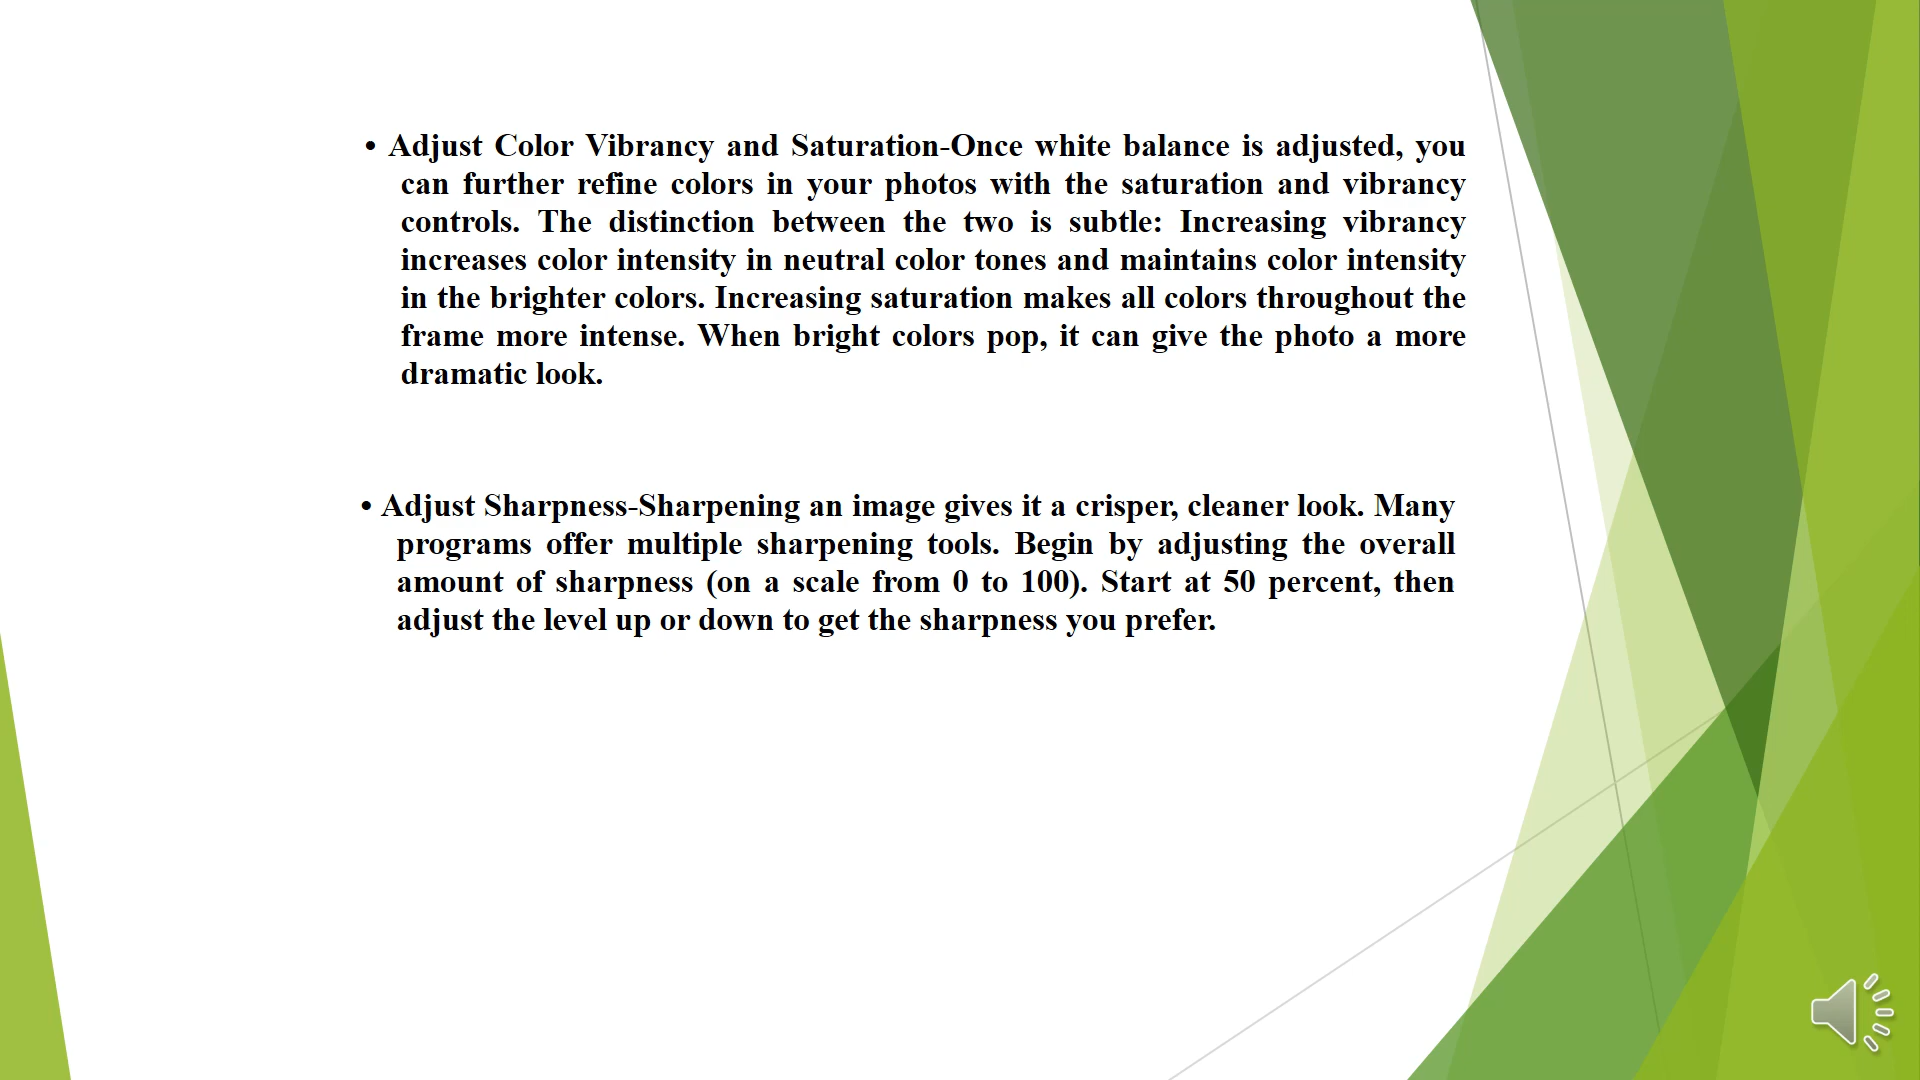 • Adjust Color Vibrancy and Saturation-Once white balance is adjusted, you
can further refine colors in your photos with the saturation and vibrancy
controls. The distinction between the two is subtle: Increasing vibrancy
increases color intensity in neutral color tones and maintains color intensity
in the brighter colors. Increasing saturation makes all colors throughout the
frame more intense. When bright colors pop, it can give the photo a more
dramatic look.
• Adjust Sharpness-Sharpening an image gives it a crisper, cleaner look. Many
programs offer multiple sharpening tools. Begin by adjusting the overall
amount of sharpness (on a scale from 0 to 100). Start at 50 percent, then
adjust the level up or down to get the sharpness you prefer.